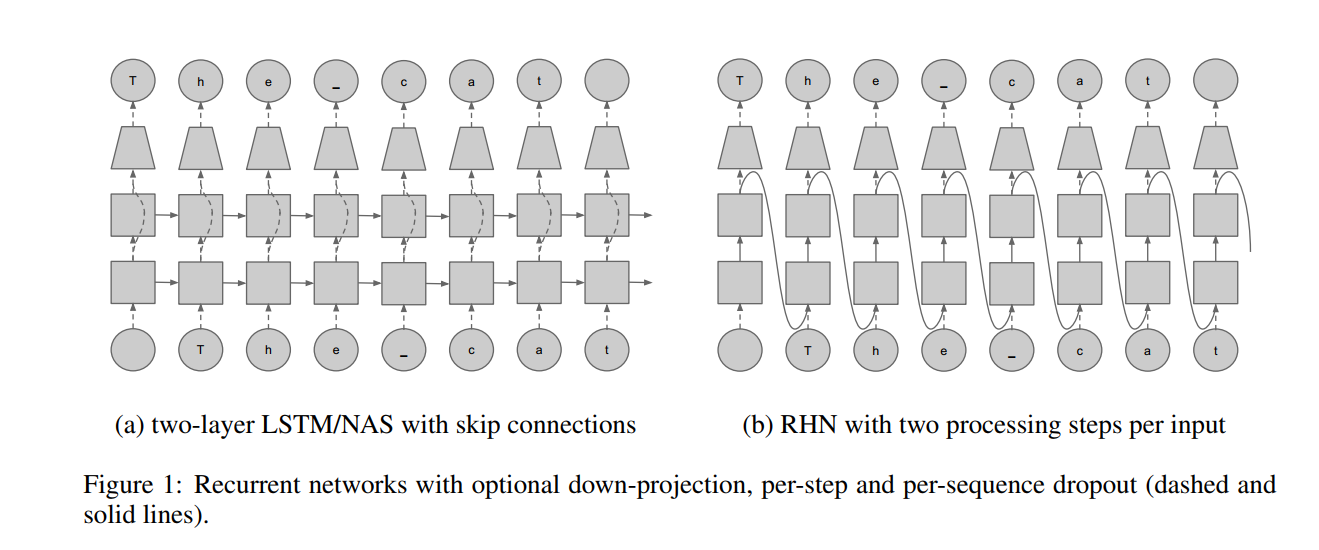 T h e _ c a t
T h e _ c a t
T h e _ c a t
T h e _ c a t
(a) two-layer LSTM/NAS with skip connections
(b) RHN with two processing steps per input
Figure 1: Recurrent networks with optional down-projection, per-step and per-sequence dropout (dashed and
solid lines).